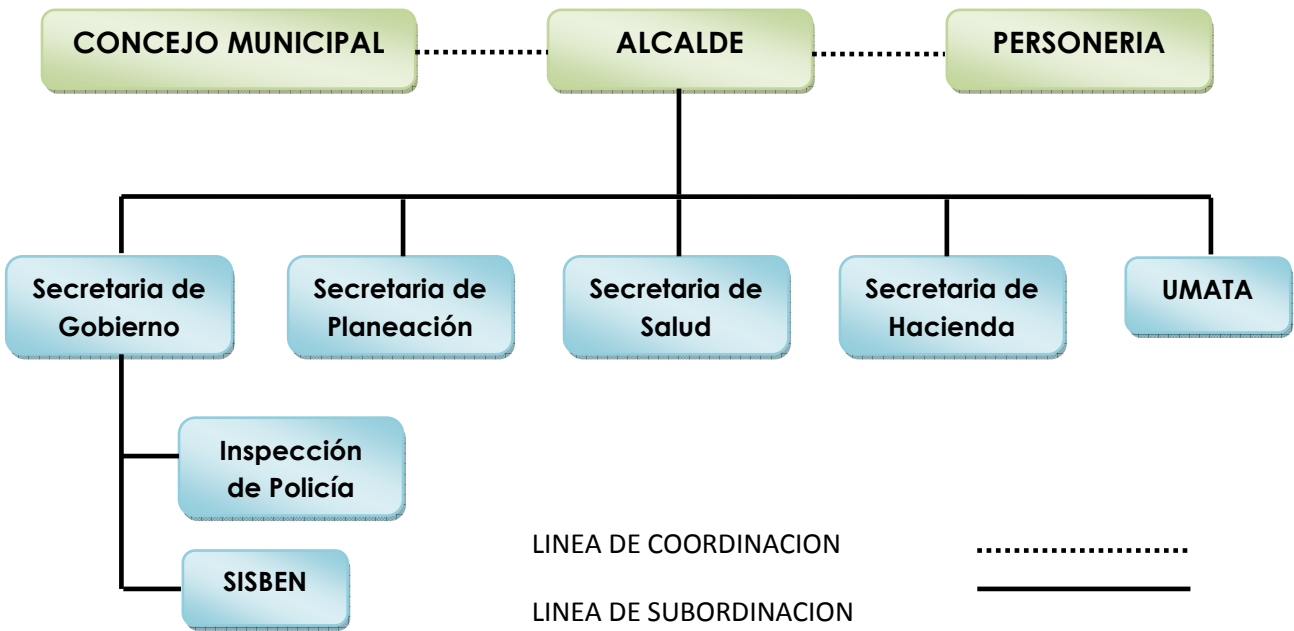 CONCEJO MUNICIPAL
ALCALDE
PERSONERIA
Secretaria de
Gobierno
Secretaria de
Planeación
Secretaria de
Salud
Secretaria de
Hacienda
UMATA
Inspección
de Policía
SISBEN
LINEA DE COORDINACION
LINEA DE SUBORDINACION